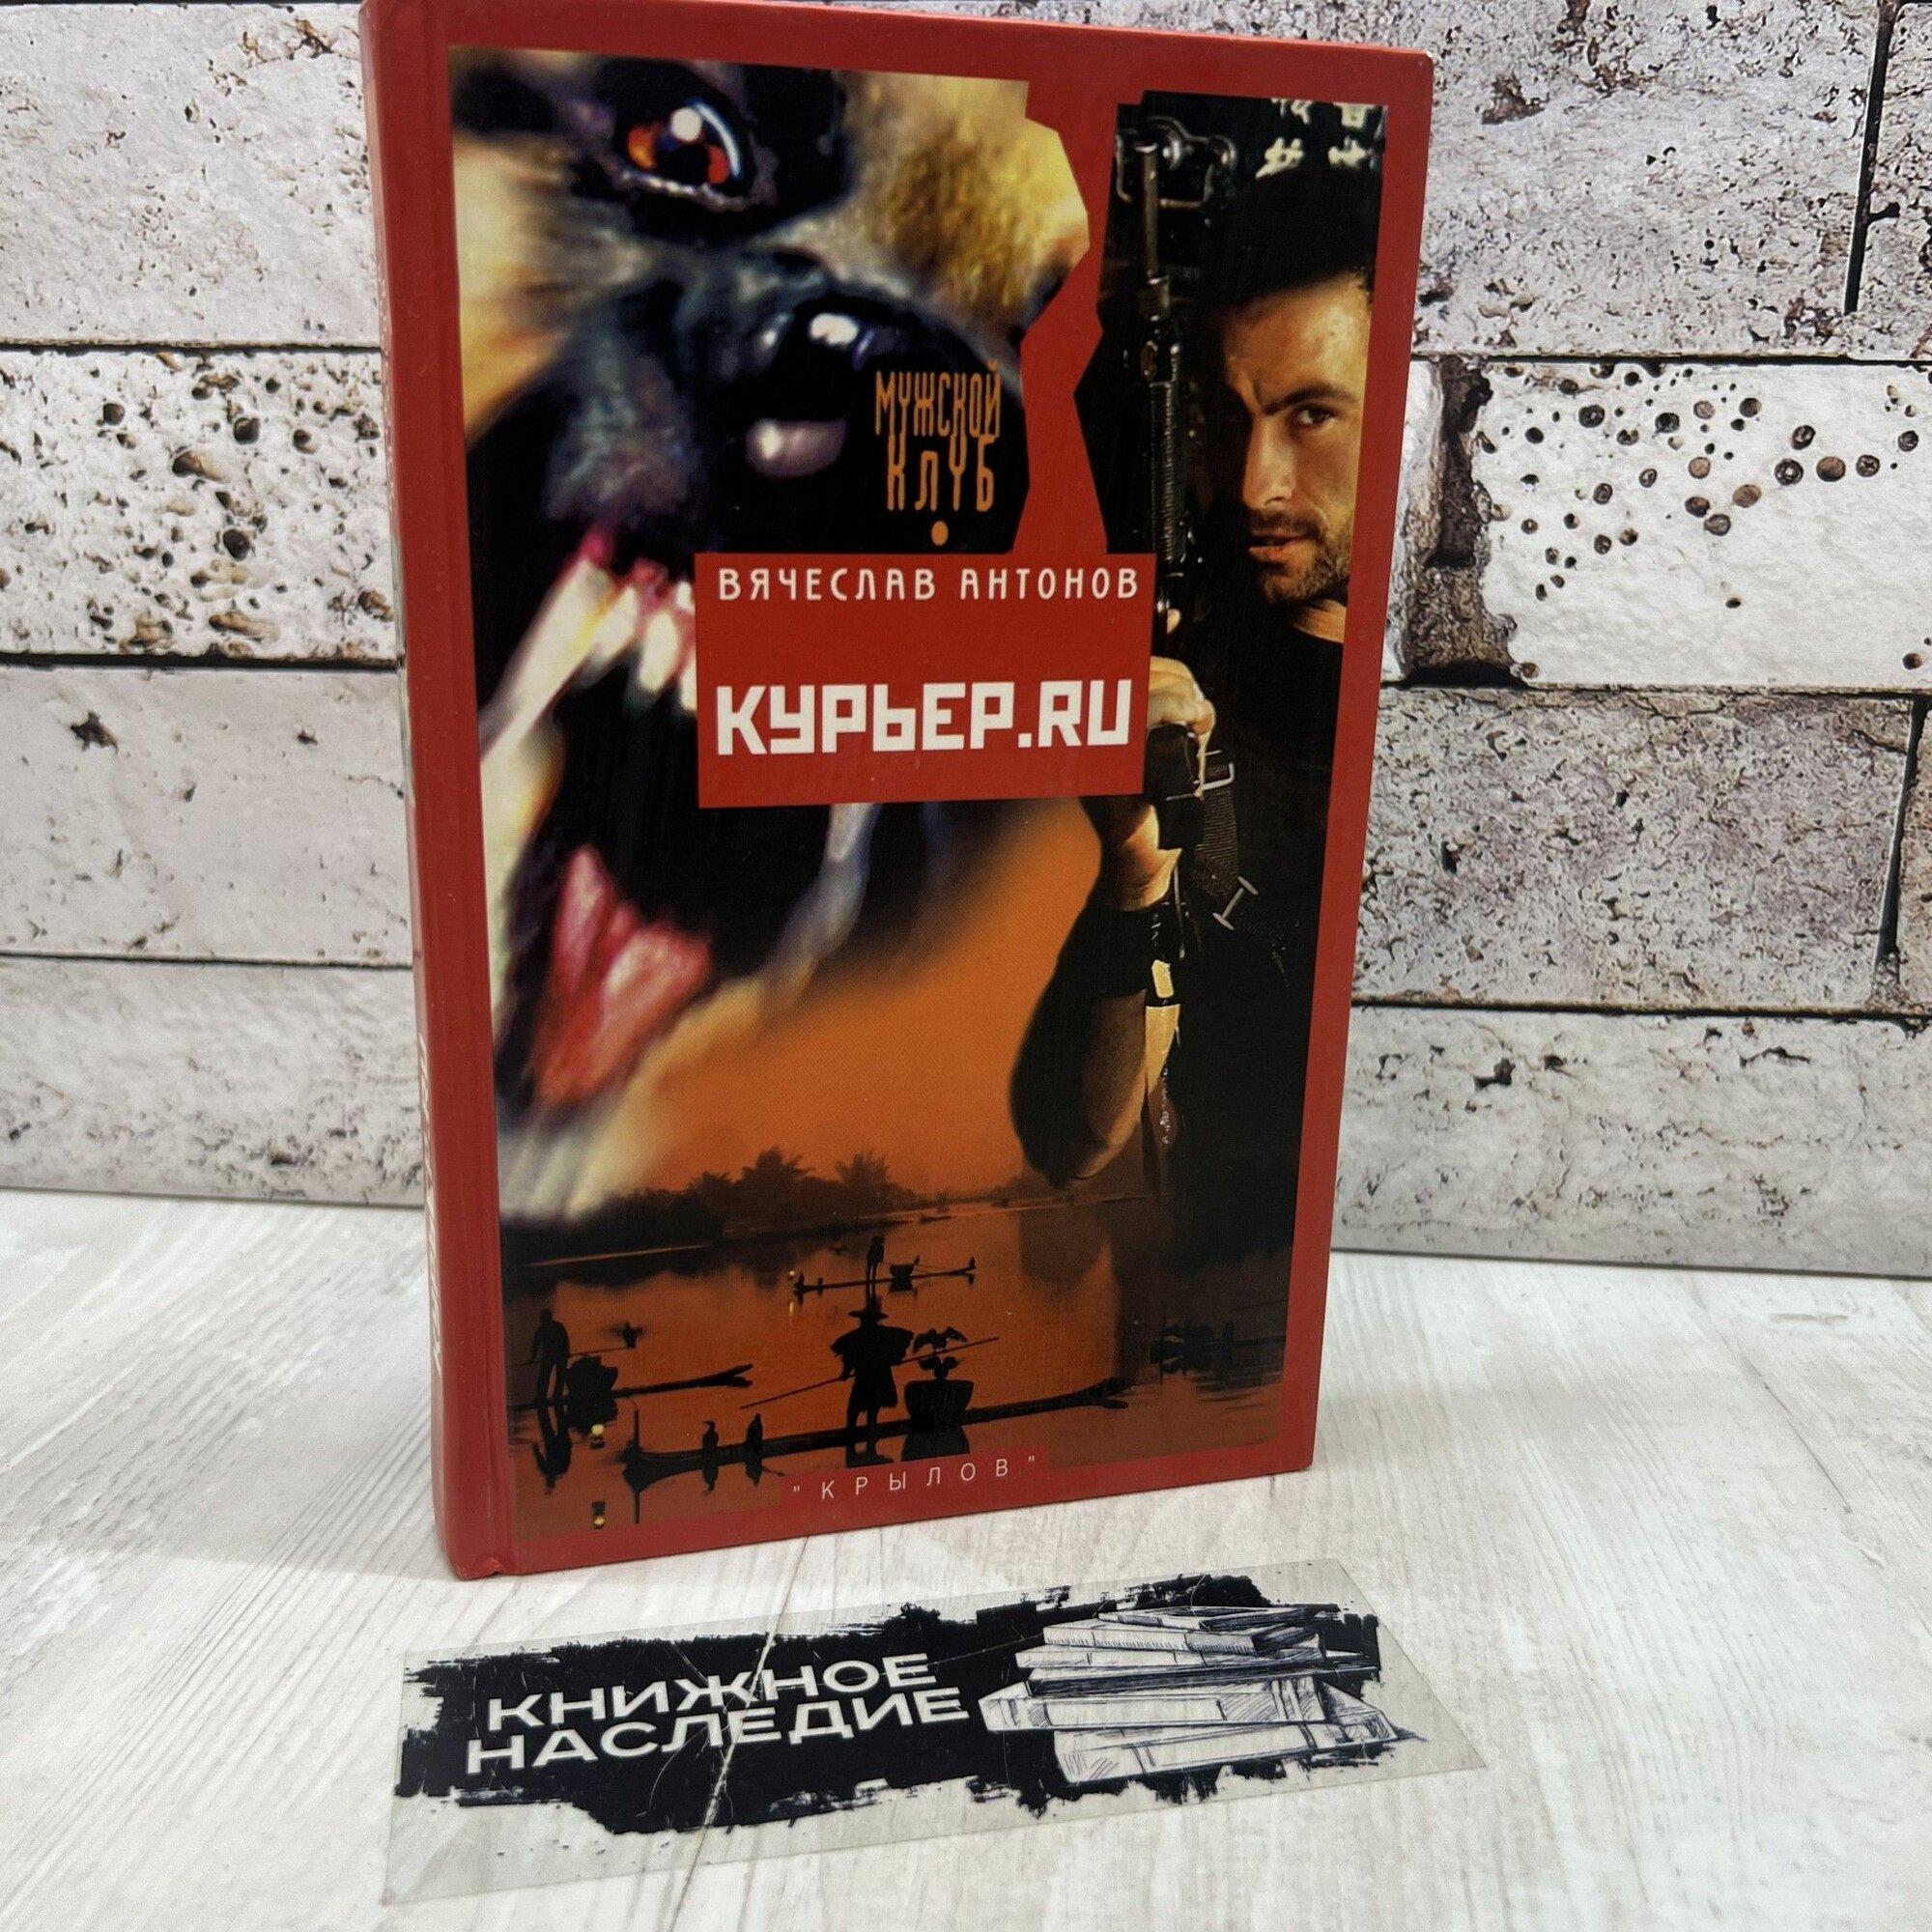 МУЖСКОЙ
КЛУБ
ВЯЧЕСЛАВ АНТОНОВ
КУРЬЕР.RU
"КРЫЛОВ"
КНИЖНОЕ
НАСЛЕДИЕ